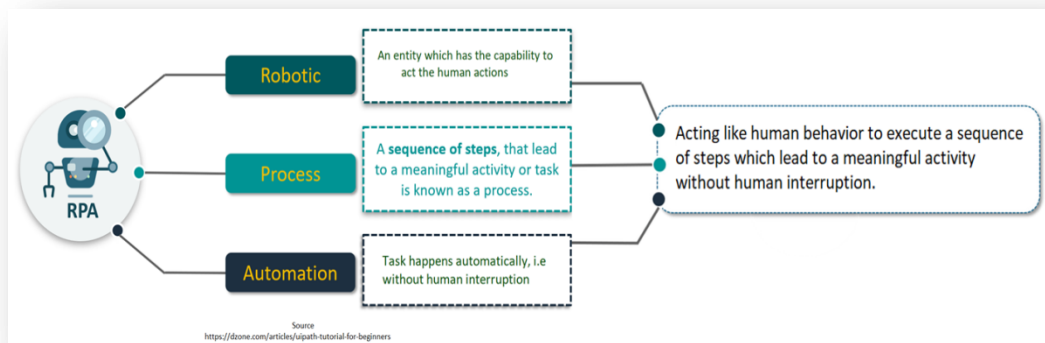 RPA
Robotic
An entity which has the capability to
act the human actions
Process
A sequence of steps, that lead
to a meaningful activity or task
is known as a process.
Automation
Task happens automatically, i.e
without human interruption
Acting like human behavior to execute a sequence
of steps which lead to a meaningful activity
without human interruption.
Source
https://dzone.com/articles/uipath-tutorial-for-beginners